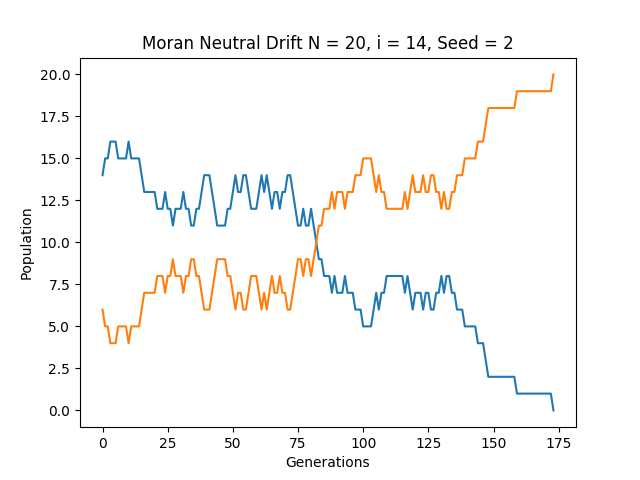 Moran Neutral Drift N = 20, i = 14, Seed = 2
20.0
17.5
15.0
12.5
10.0
7.5
5.0
2.5
0.0
Population
0 25 50 75 100 125 150 175
Generations